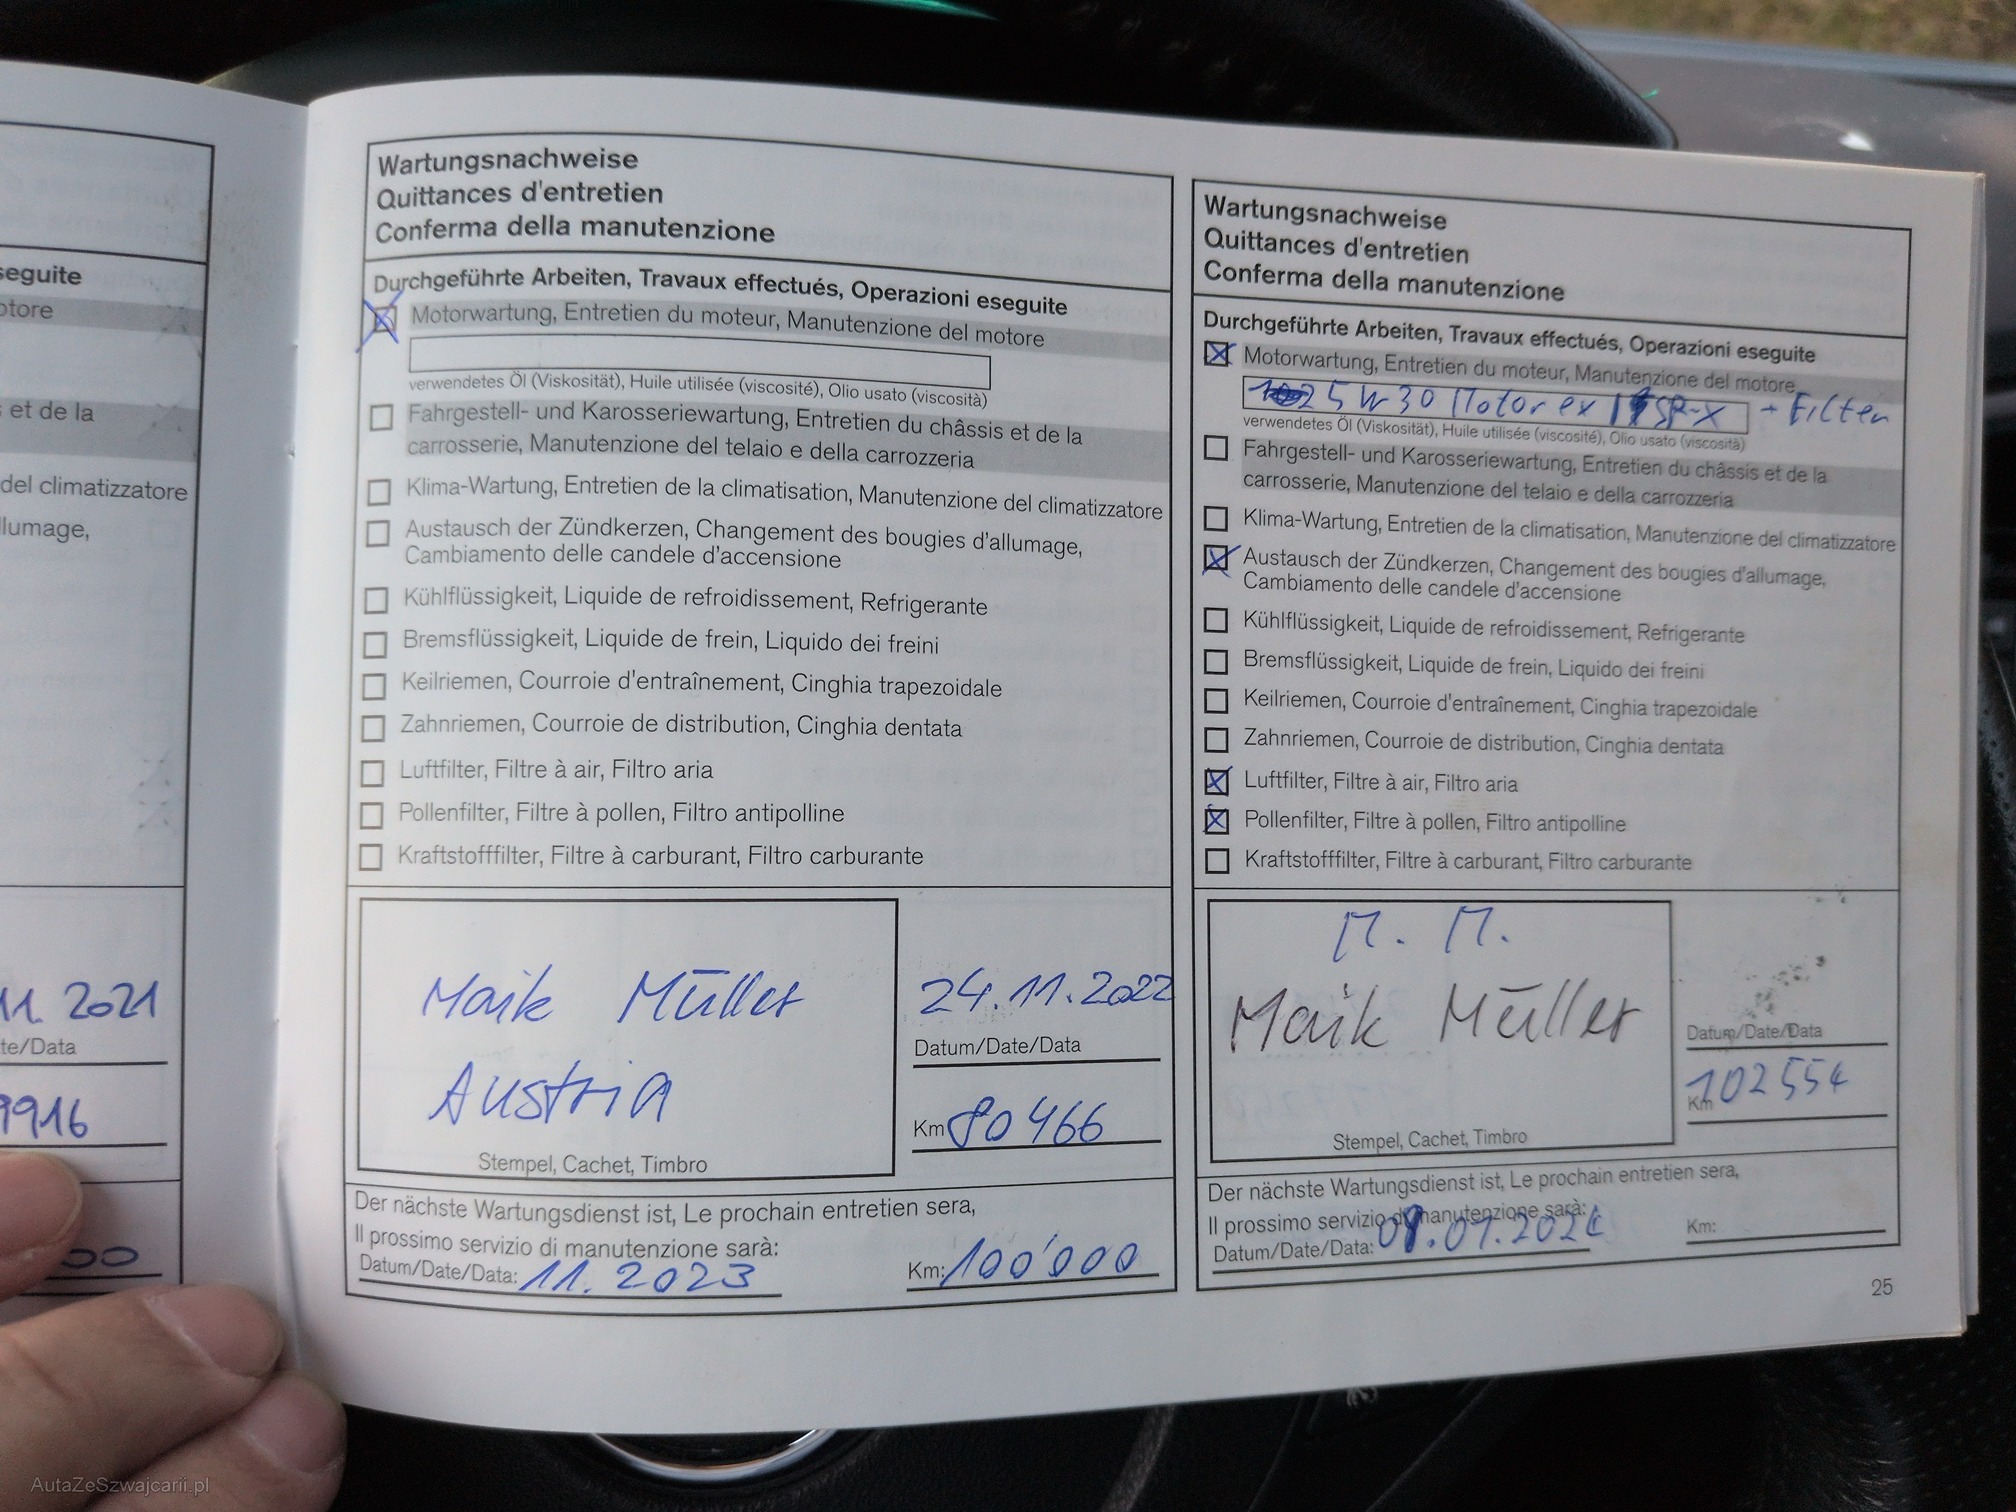 seguite
otore
et de la
del climatizzatore
llumage,
11. 2021
te/Data
9916
00
Wartungsnachweise
Quittances d'entretien
Conferma della manutenzione
Durchgeführte Arbeiten, Travaux effectués, Operazioni eseguite
Motorwartung, Entretien du moteur, Manutenzione del motore
verwendetes Öl (Viskosität), Huile utilisée (viscosité), Olio usato (viscosità)
Fahrgestell- und Karosseriewartung, Entretien du châssis et de la
carrosserie, Manutenzione del telaio e della carrozzeria
Klima-Wartung, Entretien de la climatisation, Manutenzione del climatizzatore
Austausch der Zündkerzen, Changement des bougies d'allumage,
Cambiamento delle candele d'accensione
Kühlflüssigkeit, Liquide de refroidissement, Refrigerante
Bremsflüssigkeit, Liquide de frein, Liquido dei freini
Keilriemen, Courroie d'entraînement, Cinghia trapezoidale
Zahnriemen, Courroie de distribution, Cinghia dentata
Luftfilter, Filtre à air, Filtro aria
Pollenfilter, Filtre à pollen, Filtro antipolline
Kraftstofffilter, Filtre à carburant, Filtro carburante
Maik Müller
Austria
Stempel, Cachet, Timbro
24.11.2022
Datum/Date/Data
Km 80466
Der nächste Wartungsdienst ist, Le prochain entretien sera,
Il prossimo servizio di manutenzione sarà:
Datum/Date/Data: 11. 2023 Km: 100'000
Wartungsnachweise
Quittances d'entretien
Conferma della manutenzione
Durchgeführte Arbeiten, Travaux effectués, Operazioni eseguite
Motorwartung, Entretien du moteur, Manutenzione del motore
5W30 Motorex SP-X + Filter
verwendetes Öl (Viskosität), Huile utilisée (viscosité), Olio usato (viscosità)
Fahrgestell- und Karosseriewartung, Entretien du châssis et de la
carrosserie, Manutenzione del telaio e della carrozzeria
Klima-Wartung, Entretien de la climatisation, Manutenzione del climatizzatore
Austausch der Zündkerzen, Changement des bougies d'allumage,
Cambiamento delle candele d'accensione
Kühlflüssigkeit, Liquide de refroidissement, Refrigerante
Bremsflüssigkeit, Liquide de frein, Liquido dei freini
Keilriemen, Courroie d'entraînement, Cinghia trapezoidale
Zahnriemen, Courroie de distribution, Cinghia dentata
Luftfilter, Filtre à air, Filtro aria
Pollenfilter, Filtre à pollen, Filtro antipolline
Kraftstofffilter, Filtre à carburant, Filtro carburante
M. M.
Maik Müller
Stempel, Cachet, Timbro
Datum/Date/Data
Km 102554
Der nächste Wartungsdienst ist, Le prochain entretien sera,
Il prossimo servizio di manutenzione sarà:
Datum/Date/Data: 08.01.2024 Km:
25
AutaZeSzwajcarii.pl